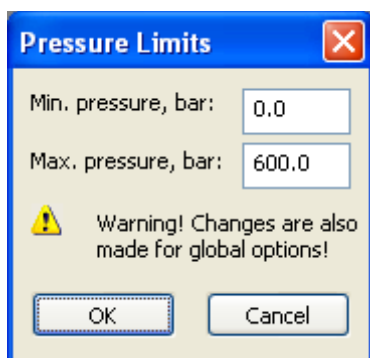 Pressure Limits
Min. pressure, bar: 0.0
Max. pressure, bar: 600.0
Warning! Changes are also
made for global options!
OK Cancel